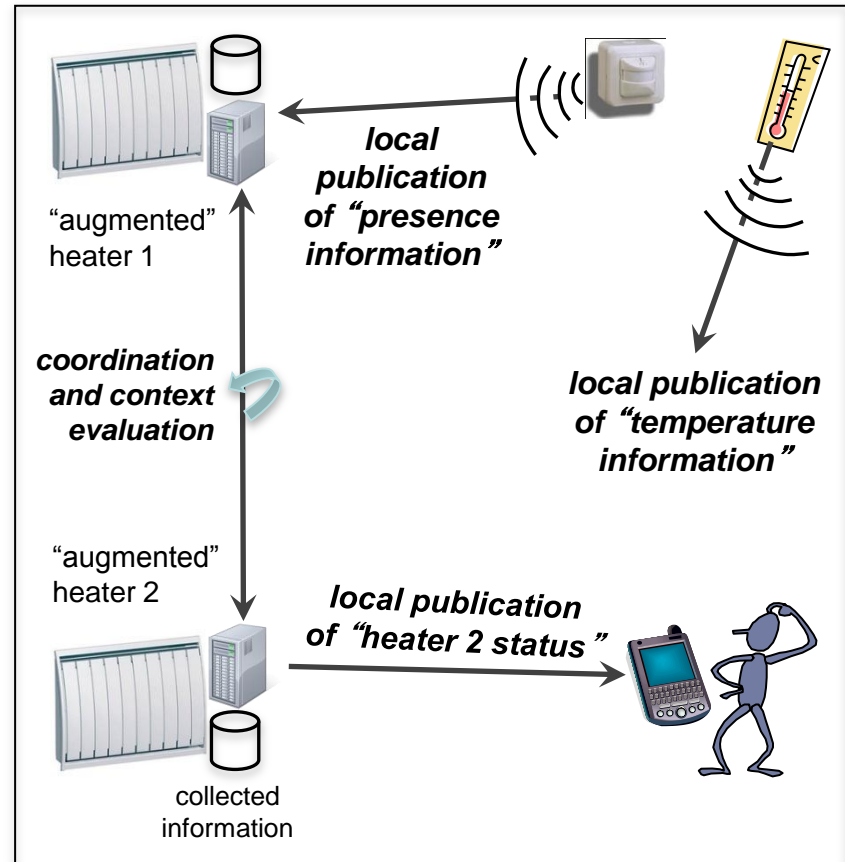 local
publication
of “presence
information”
“augmented”
heater 1
coordination
and context
evaluation
local publication
of “temperature
information”
“augmented”
heater 2
local publication
of “heater 2 status”
collected
information